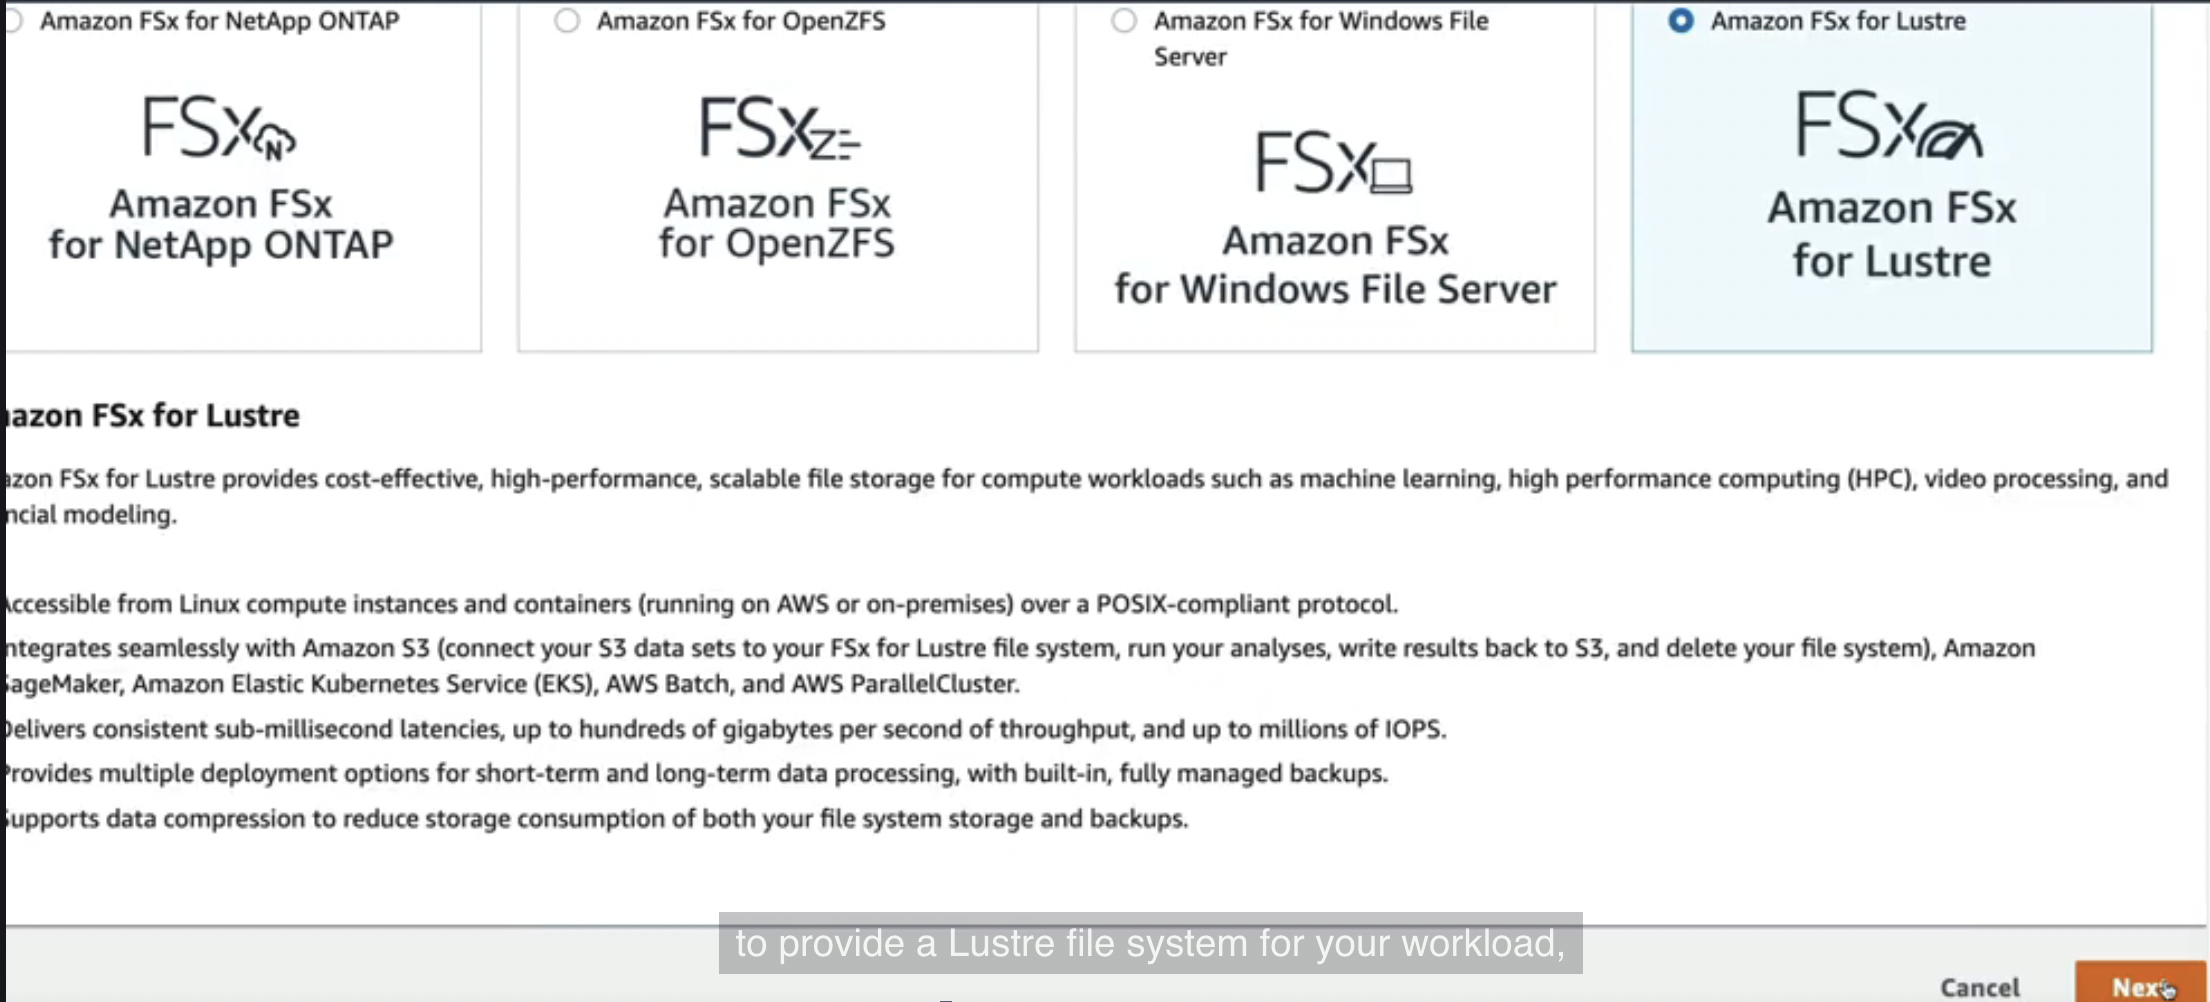 Amazon FSx for NetApp ONTAP
Amazon FSx for OpenZFS
Amazon FSx for Windows File
Server
Amazon FSx for Lustre
FSx N
Amazon FSx
for NetApp ONTAP
FSx Z
Amazon FSx
for OpenZFS
FSx
Amazon FSx
for Windows File Server
FSx
Amazon FSx
for Lustre
azon FSx for Lustre
azon FSx for Lustre provides cost-effective, high-performance, scalable file storage for compute workloads such as machine learning, high performance computing (HPC), video processing, and
ncial modeling.
Accessible from Linux compute instances and containers (running on AWS or on-premises) over a POSIX-compliant protocol.
ntegrates seamlessly with Amazon S3 (connect your S3 data sets to your FSx for Lustre file system, run your analyses, write results back to S3, and delete your file system), Amazon
SageMaker, Amazon Elastic Kubernetes Service (EKS), AWS Batch, and AWS ParallelCluster.
Delivers consistent sub-millisecond latencies, up to hundreds of gigabytes per second of throughput, and up to millions of IOPS.
Provides multiple deployment options for short-term and long-term data processing, with built-in, fully managed backups.
Supports data compression to reduce storage consumption of both your file system storage and backups.
to provide a Lustre file system for your workload,
Cancel
Next